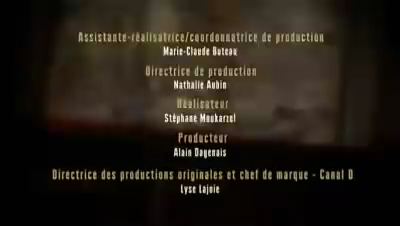 Assistante-réalisatrice/coordonnatrice de production
Marie-Claude Buteau
Directrice de production
Nathalie Aubin
Réalisateur
Stéphane Moukarzel
Producteur
Alain Dagenais
Directrice des productions originales et chef de marque - Canal D
Lyse Lajoie